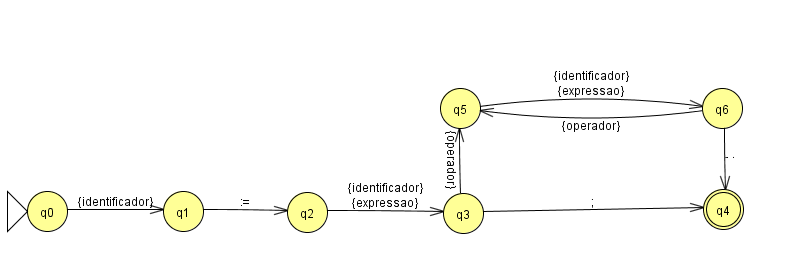 {identificador}
{expressao}
q5
q6
{operador}
{operador}
{identificador}
{expressao}
q0
{identificador}
q1
:=
q2
q3
;
q4